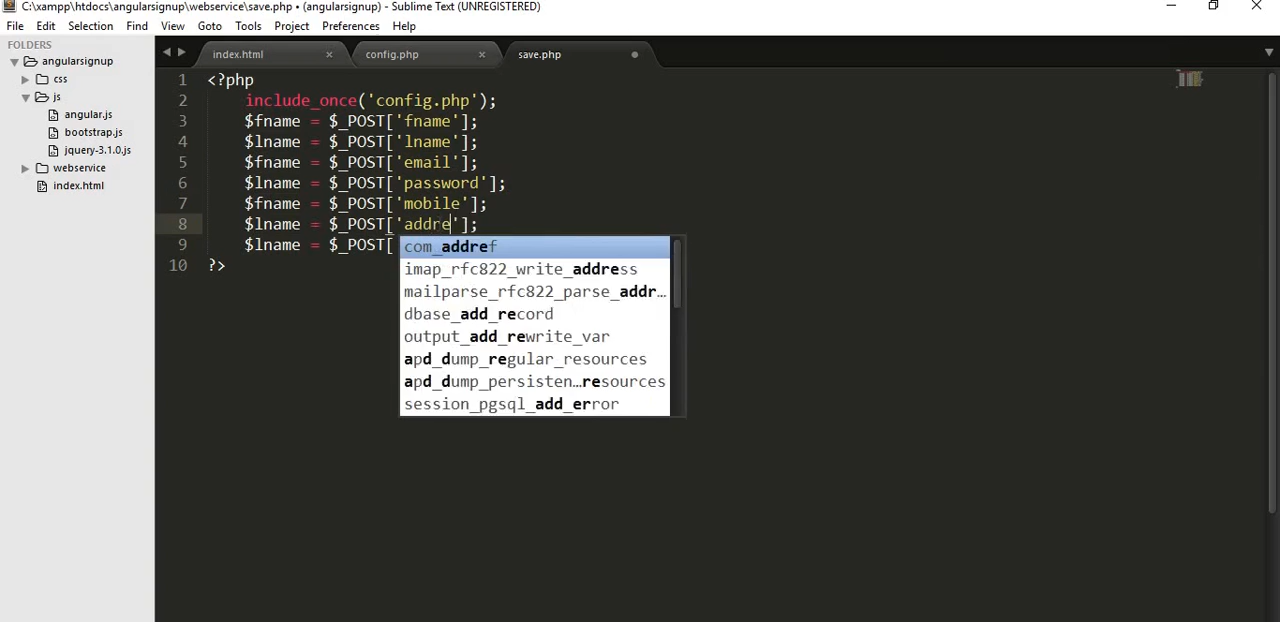 C:\xampp\htdocs\angularsignup\webservice\save.php • (angularsignup) - Sublime Text (UNREGISTERED)
File Edit Selection Find View Goto Tools Project Preferences Help
FOLDERS
angularsignup
css
js
angular.js
bootstrap.js
jquery-3.1.0.js
webservice
index.html
index.html × config.php × save.php
1 <?php
2 include_once('config.php');
3 $fname = $_POST['fname'];
4 $lname = $_POST['lname'];
5 $fname = $_POST['email'];
6 $lname = $_POST['password'];
7 $fname = $_POST['mobile'];
8 $lname = $_POST['addre'];
9 $lname = $_POST[
10 ?>
com_addref
imap_rfc822_write_address
mailparse_rfc822_parse_addr…
dbase_add_record
output_add_rewrite_var
apd_dump_regular_resources
apd_dump_persisten…resources
session_pgsql_add_error